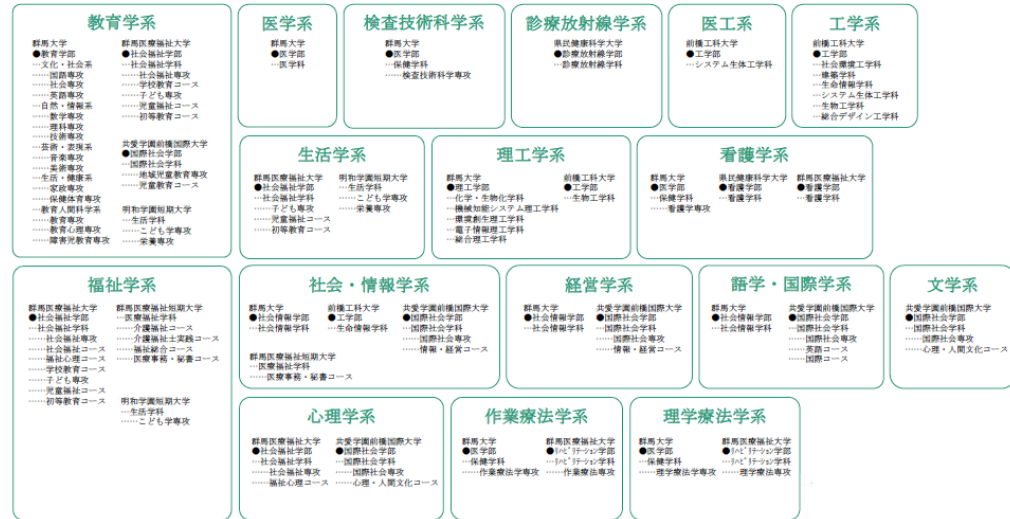 教育学系
群馬大学
●教育学部
…文化・社会系
……国語専攻
……社会専攻
……英語専攻
…自然・情報系
……数学専攻
……理科専攻
……技術専攻
…芸術・表現系
……音楽専攻
……美術専攻
…生活・健康系
……家政専攻
……保健体育専攻
…教育人間科学系
……教育専攻
……教育心理専攻
……障害児教育専攻
群馬医療福祉大学
●社会福祉学部
…社会福祉学科
……社会福祉専攻
……学校教育コース
……子ども専攻
……児童福祉コース
……初等教育コース
共愛学園前橋国際大学
●国際社会学部
…国際社会学科
……地域児童教育専攻
……児童教育コース
明和学園短期大学
…生活学科
……こども学専攻
……栄養専攻
医学系
群馬大学
●医学部
…医学科
検査技術科学系
群馬大学
●医学部
…保健学科
……検査技術科学専攻
診療放射線学系
県民健康科学大学
●診療放射線学部
…診療放射線学科
医工学系
前橋工科大学
●工学部
…システム生体工学科
工学系
前橋工科大学
●工学部
…社会環境工学科
…建築学科
…生命情報学科
…システム生体工学科
…生物工学科
…総合デザイン工学科
生活学系
群馬医療福祉大学
●社会福祉学部
…社会福祉学科
……子ども専攻
……児童福祉コース
……初等教育コース
明和学園短期大学
…生活学科
……こども学専攻
……栄養専攻
理工学系
群馬大学
●理工学部
…化学・生物化学科
…機械知能システム理工学科
…環境創生理工学科
…電子情報理工学科
…総合理工学科
前橋工科大学
●工学部
…生物工学科
看護学系
群馬大学
●医学部
…保健学科
……看護学専攻
県民健康科学大学
●看護学部
…看護学科
群馬医療福祉大学
●看護学部
…看護学科
福祉学系
群馬医療福祉大学
●社会福祉学部
…社会福祉学科
……社会福祉専攻
……社会福祉コース
……福祉心理コース
……学校教育コース
……子ども専攻
……児童福祉コース
……初等教育コース
群馬医療福祉短期大学
…医療福祉学科
……介護福祉コース
……介護福祉士実践コース
……福祉総合コース
……医療事務・秘書コース
明和学園短期大学
…生活学科
……こども学専攻
社会・情報学系
群馬大学
●社会情報学部
…社会情報学科
前橋工科大学
●工学部
…生命情報学科
共愛学園前橋国際大学
●国際社会学部
…国際社会学科
……国際社会専攻
……情報・経営コース
群馬医療福祉短期大学
…医療福祉学科
……医療事務・秘書コース
経営学系
群馬大学
●社会情報学部
…社会情報学科
共愛学園前橋国際大学
●国際社会学部
…国際社会学科
……国際社会専攻
……情報・経営コース
語学・国際学系
群馬大学
●社会情報学部
…社会情報学科
共愛学園前橋国際大学
●国際社会学部
…国際社会学科
……国際社会専攻
……英語コース
……国際コース
文学系
共愛学園前橋国際大学
●国際社会学部
…国際社会学科
……国際社会専攻
……心理・人間文化コース
心理学系
群馬医療福祉大学
●社会福祉学部
…社会福祉学科
……社会福祉専攻
……福祉心理コース
共愛学園前橋国際大学
●国際社会学部
…国際社会学科
……国際社会専攻
……心理・人間文化コース
作業療法学系
群馬大学
●医学部
…保健学科
……作業療法学専攻
群馬医療福祉大学
●リハビリテーション学部
…リハビリテーション学科
……作業療法専攻
理学療法学系
群馬大学
●医学部
…保健学科
……理学療法学専攻
群馬医療福祉大学
●リハビリテーション学部
…リハビリテーション学科
……理学療法専攻